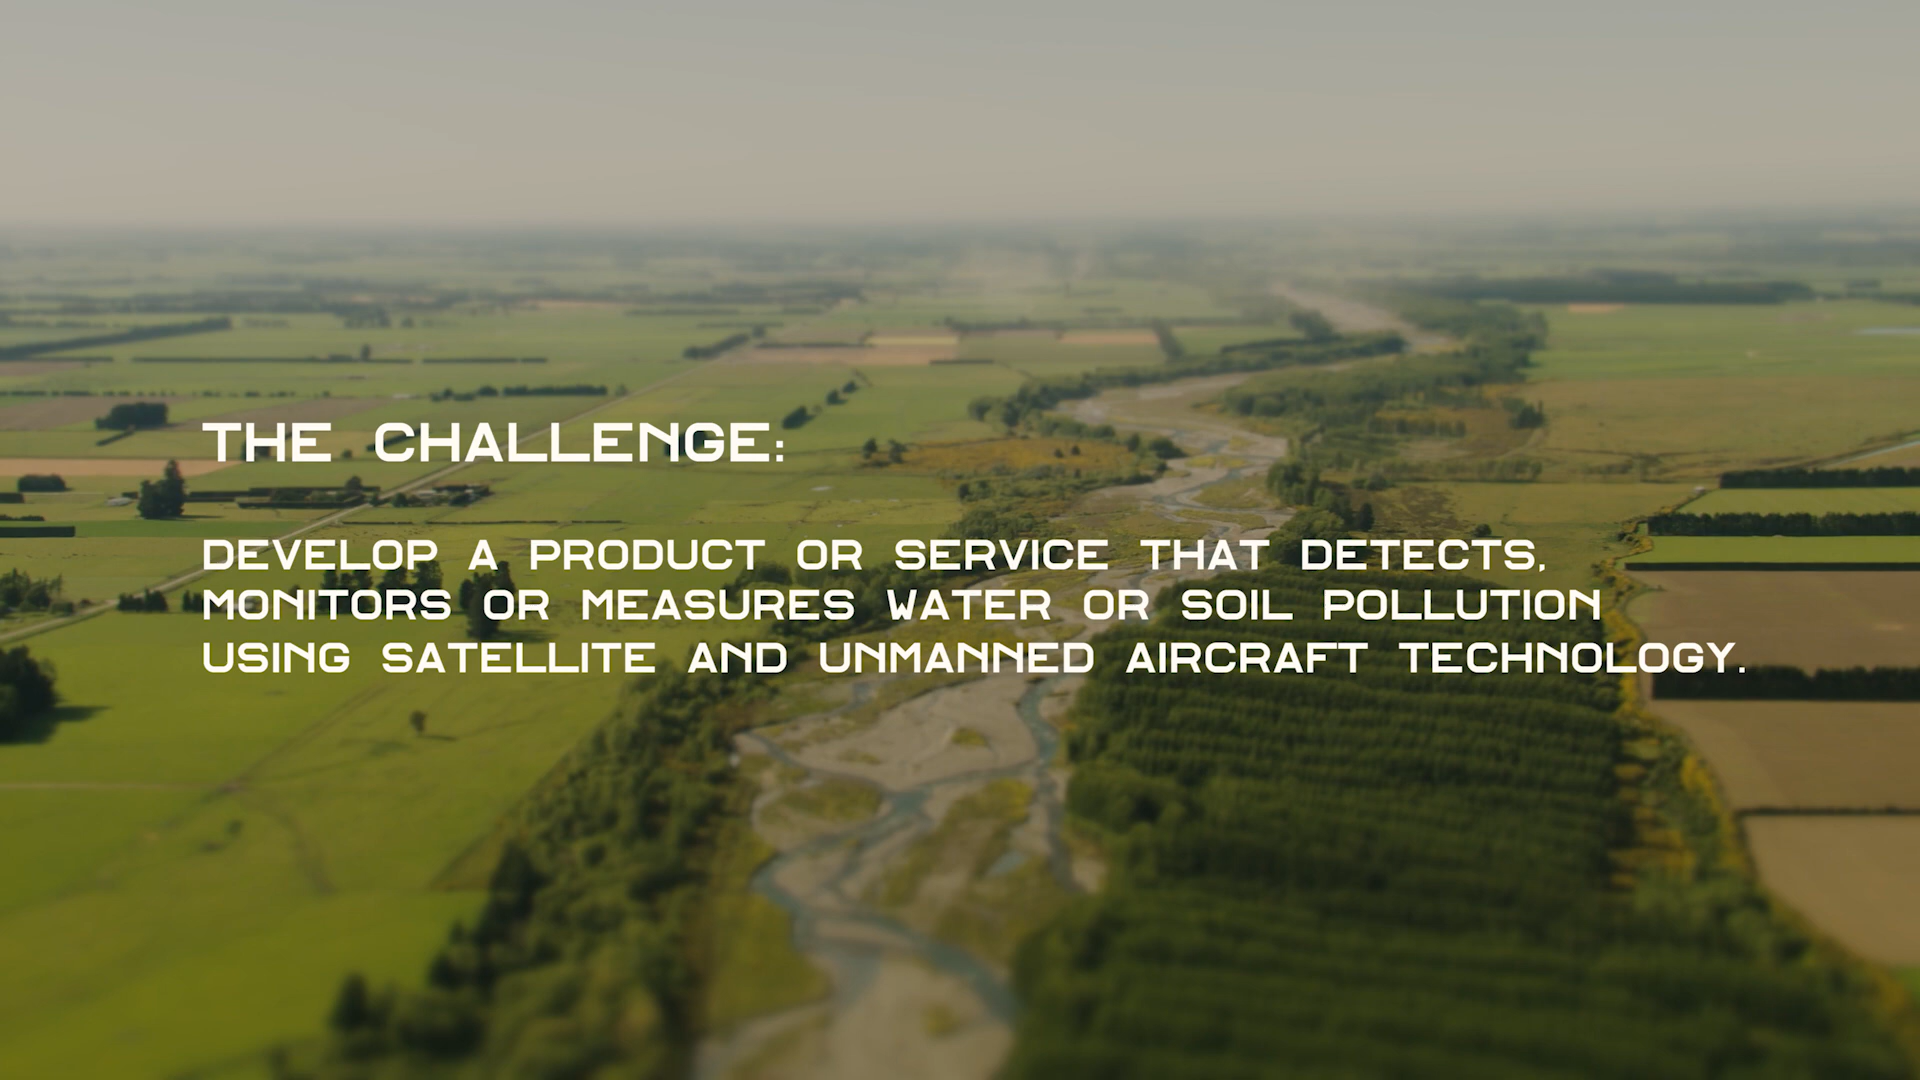 THE CHALLENGE:
DEVELOP A PRODUCT OR SERVICE THAT DETECTS,
MONITORS OR MEASURES WATER OR SOIL POLLUTION
USING SATELLITE AND UNMANNED AIRCRAFT TECHNOLOGY.